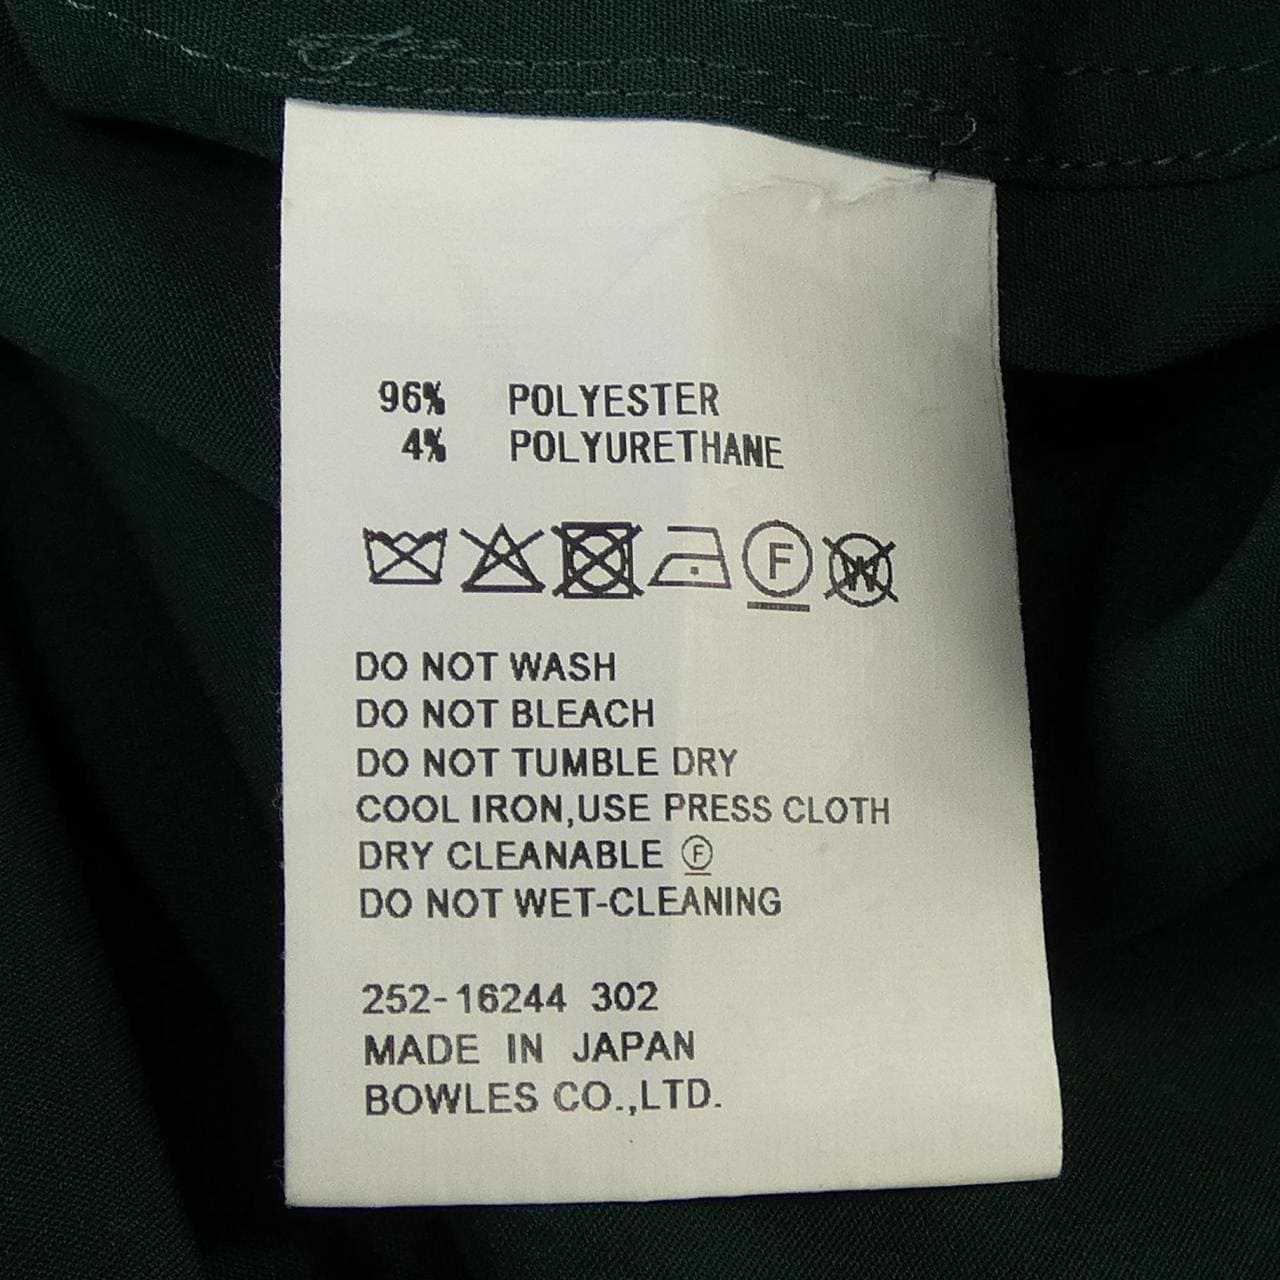 96% POLYESTER
4% POLYURETHANE
F W
DO NOT WASH
DO NOT BLEACH
DO NOT TUMBLE DRY
COOL IRON,USE PRESS CLOTH
DRY CLEANABLE Ⓕ
DO NOT WET-CLEANING
252-16244 302
MADE IN JAPAN
BOWLES CO.,LTD.